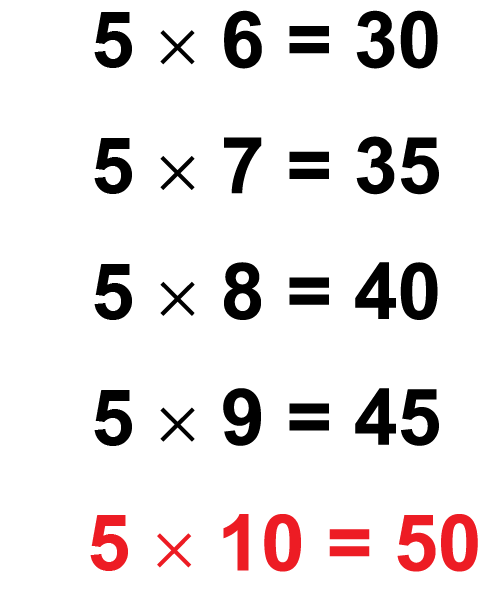 5 × 6 = 30
5 × 7 = 35
5 × 8 = 40
5 × 9 = 45
5 × 10 = 50